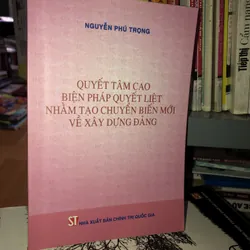 NGUYỄN PHÚ TRỌNG
QUYẾT TÂM CAO
BIỆN PHÁP QUYẾT LIỆT
NHẰM TẠO CHUYỂN BIẾN MỚI
VỀ XÂY DỰNG ĐẢNG
ST NHÀ XUẤT BẢN CHÍNH TRỊ QUỐC GIA